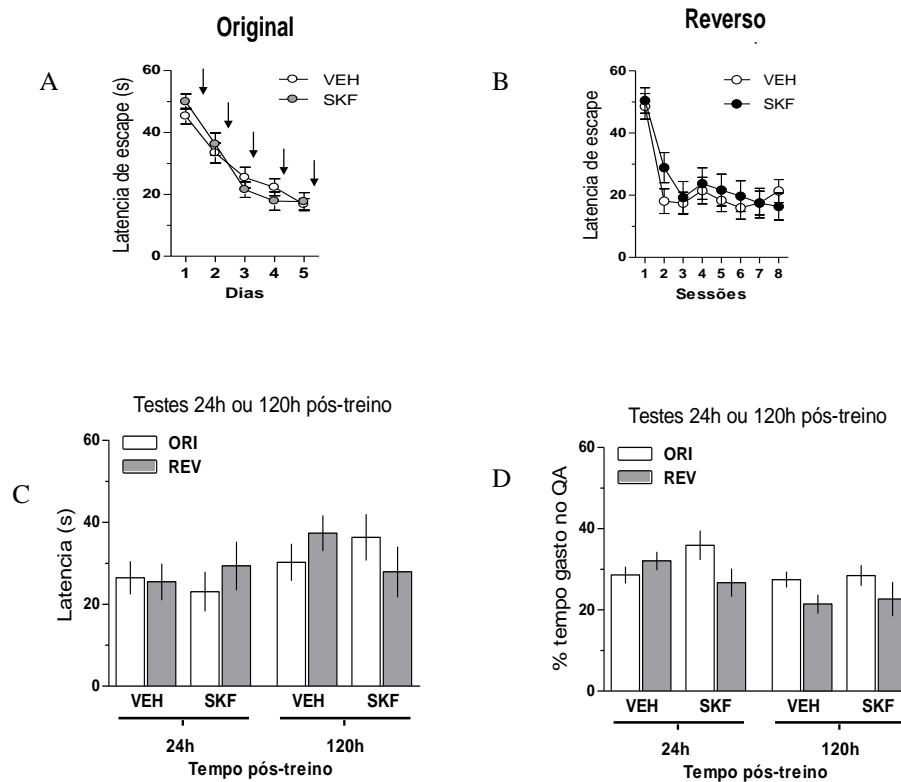 Original
Reverso
A
B
60
40
20
0
Latencia de escape (s)
VEH
SKF
1 2 3 4 5
Dias
60
40
20
0
Latencia de escape
VEH
SKF
1 2 3 4 5 6 7 8
Sessões
C
Testes 24h ou 120h pós-treino
60
40
20
0
Latencia (s)
ORI
REV
VEH SKF VEH SKF
24h 120h
Tempo pós-treino
D
Testes 24h ou 120h pós-treino
60
40
20
0
% tempo gasto no QA
ORI
REV
VEH SKF VEH SKF
24h 120h
Tempo pós-treino